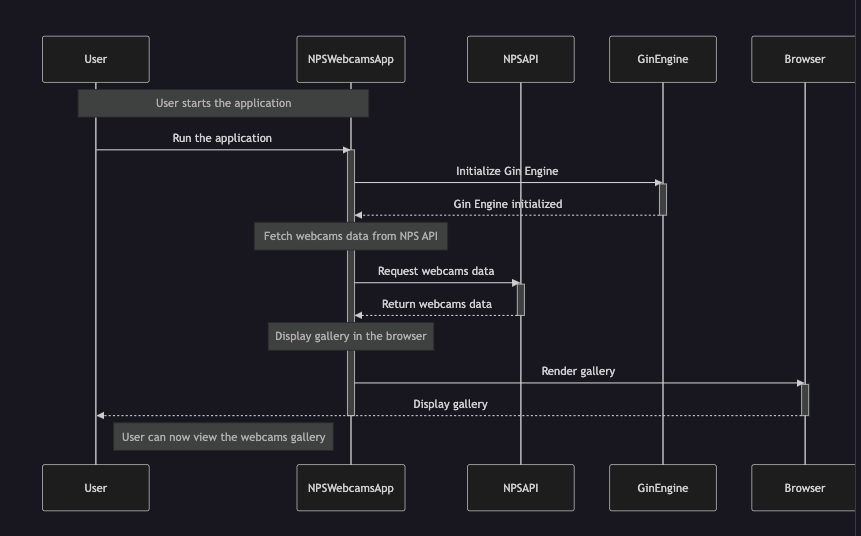 User
NPSWebcamsApp
NPSAPI
GinEngine
Browser
User starts the application
Run the application
Initialize Gin Engine
Gin Engine initialized
Fetch webcams data from NPS API
Request webcams data
Return webcams data
Display gallery in the browser
Render gallery
Display gallery
User can now view the webcams gallery
User
NPSWebcamsApp
NPSAPI
GinEngine
Browser